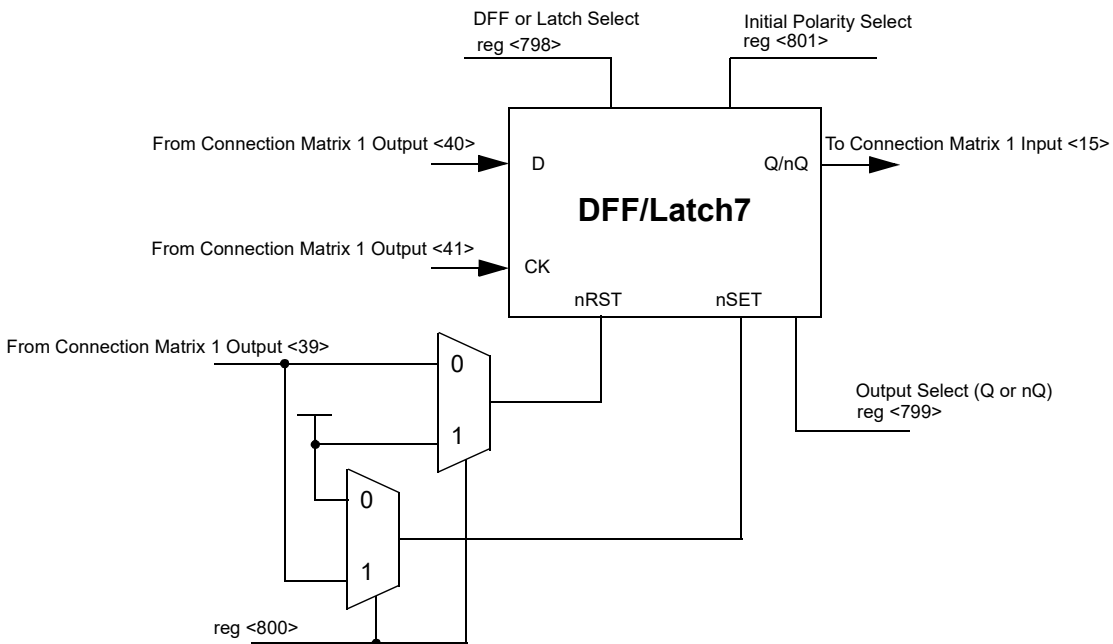 DFF or Latch Select
reg <798>
Initial Polarity Select
reg <801>
From Connection Matrix 1 Output <40>
D
Q/nQ
To Connection Matrix 1 Input <15>
DFF/Latch7
From Connection Matrix 1 Output <41>
CK
nRST
nSET
From Connection Matrix 1 Output <39>
0
1
Output Select (Q or nQ)
reg <799>
0
1
reg <800>